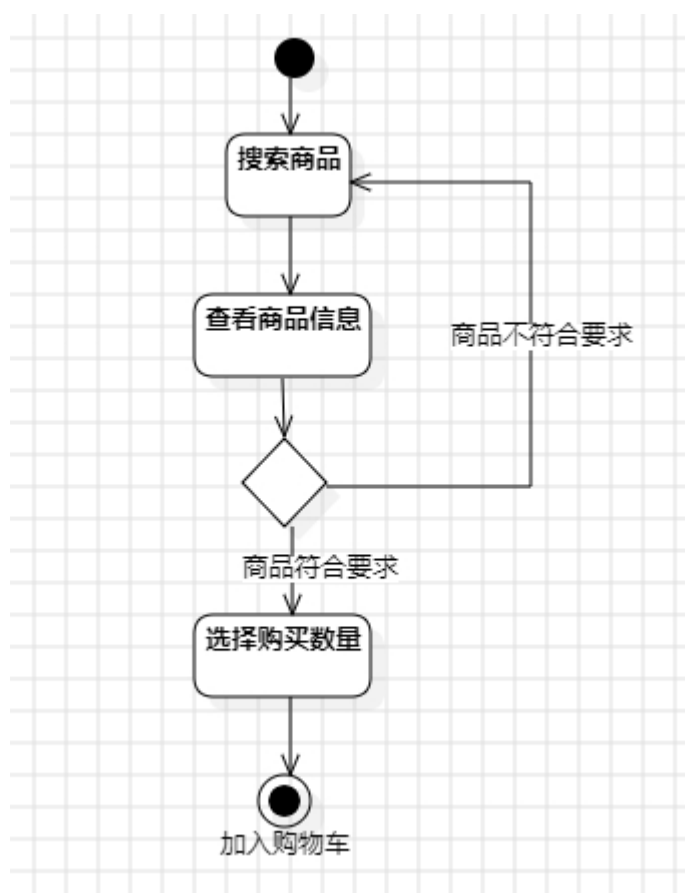 搜索商品
查看商品信息
商品不符合要求
商品符合要求
选择购买数量
加入购物车